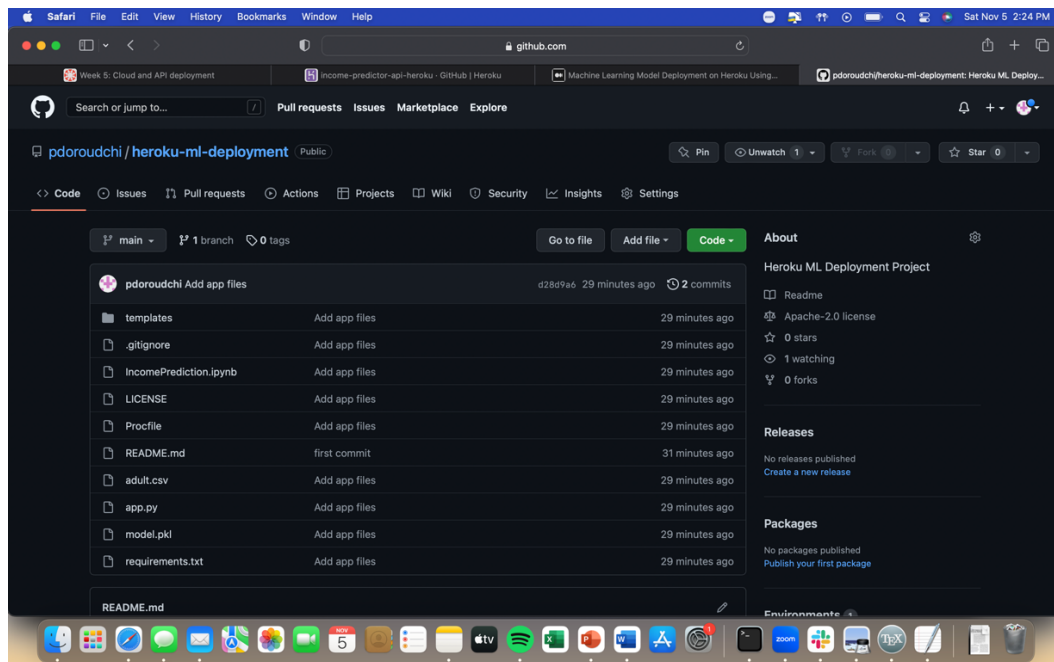 Safari File Edit View History Bookmarks Window Help Sat Nov 5 2:24 PM
github.com
Week 5: Cloud and API deployment income-predictor-api-heroku · GitHub | Heroku Machine Learning Model Deployment on Heroku Using... pdoroudchi/heroku-ml-deployment: Heroku ML Deploy...
Search or jump to... / Pull requests Issues Marketplace Explore
pdoroudchi / heroku-ml-deployment Public Pin Unwatch 1 Fork 0 Star 0
<> Code Issues Pull requests Actions Projects Wiki Security Insights Settings
main 1 branch 0 tags Go to file Add file Code
pdoroudchi Add app files d28d9a6 29 minutes ago 2 commits
templates Add app files 29 minutes ago
.gitignore Add app files 29 minutes ago
IncomePrediction.ipynb Add app files 29 minutes ago
LICENSE Add app files 29 minutes ago
Procfile Add app files 29 minutes ago
README.md first commit 31 minutes ago
adult.csv Add app files 29 minutes ago
app.py Add app files 29 minutes ago
model.pkl Add app files 29 minutes ago
requirements.txt Add app files 29 minutes ago
README.md
About
Heroku ML Deployment Project
Readme
Apache-2.0 license
0 stars
1 watching
0 forks
Releases
No releases published
Create a new release
Packages
No packages published
Publish your first package
Environments 1
NOV
5
tv
X
P
W
1
zoom
TEX